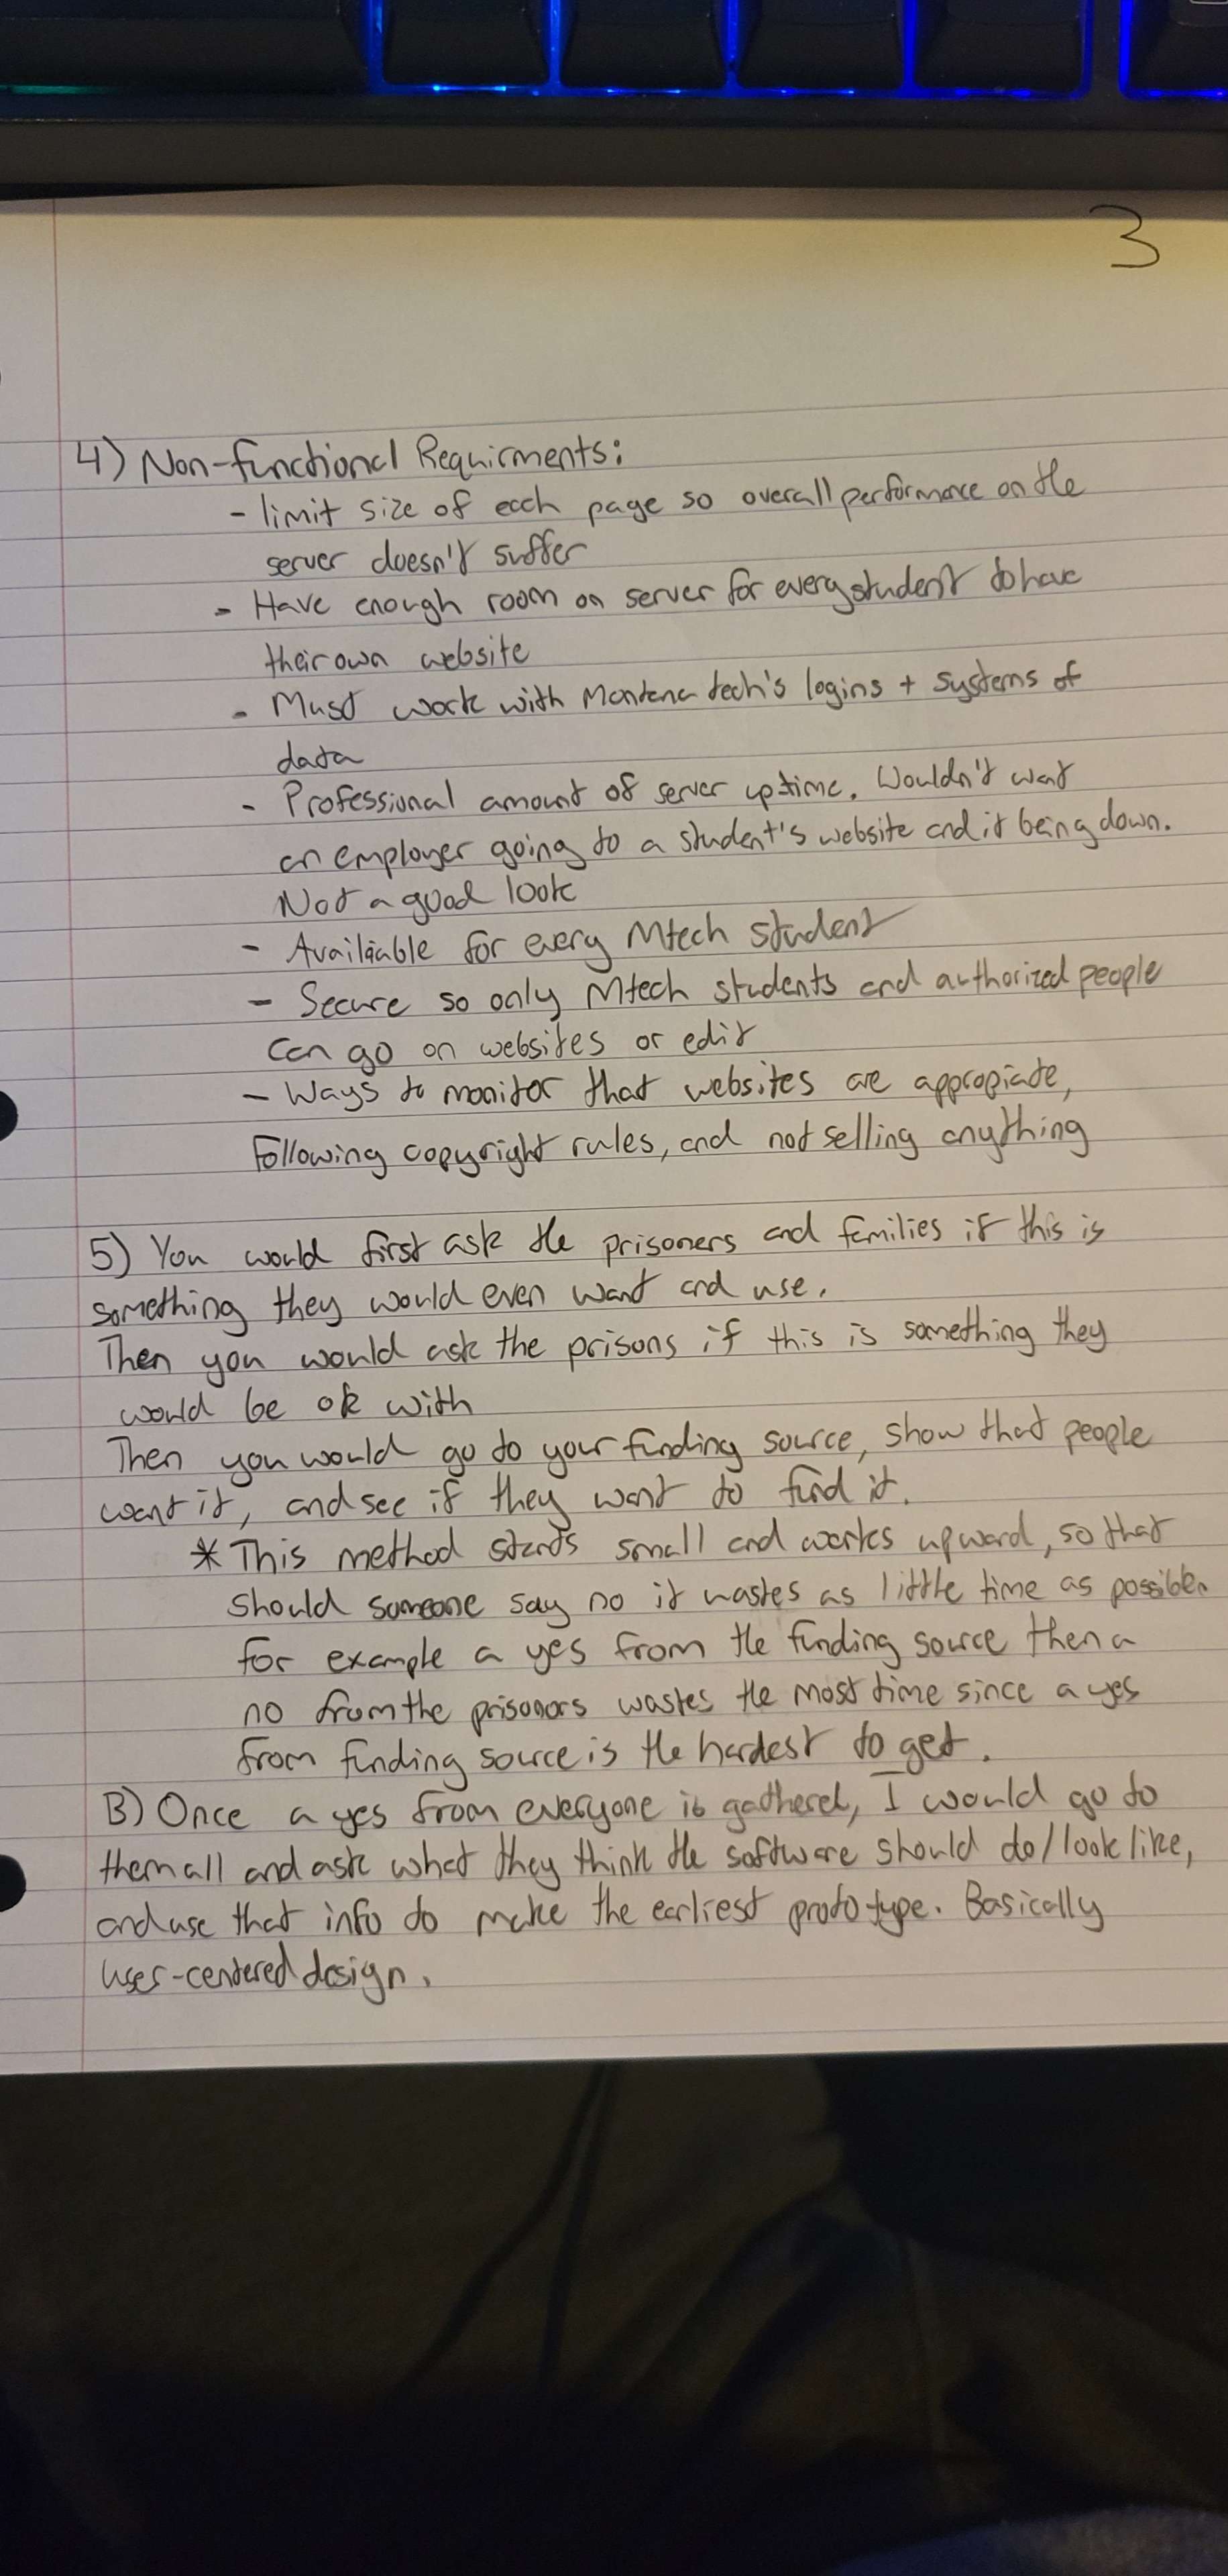 3
4) Non-functional Requirments:
- limit size of each page so overall performance on the
server doesn't suffer
- Have enough room on server for every student to have
their own website
- Must work with Montana tech's logins + systems of
data
- Professional amount of server uptime. Wouldn't want
an employer going to a student's website and it being down.
Not a good look
- Availiable for every Mtech student
- Secure so only Mtech students and authorized people
can go on websites or edit
- Ways to monitor that websites are appropiate,
Following copyright rules, and not selling anything
5) You would first ask the prisoners and families if this is
something they would even want and use.
Then you would ask the prisons if this is something they
would be ok with
Then you would go to your funding source, show that people
want it, and see if they want to fund it.
* This method starts small and works upward, so that
should someone say no it wastes as little time as possible.
for example a yes from the funding source then a
no from the prisoners wastes the most time since a yes
from funding source is the hardest to get.
B) Once a yes from everyone is gathered, I would go to
them all and ask what they think the software should do/look like,
and use that info to make the earliest prototype. Basically
user-centered design.